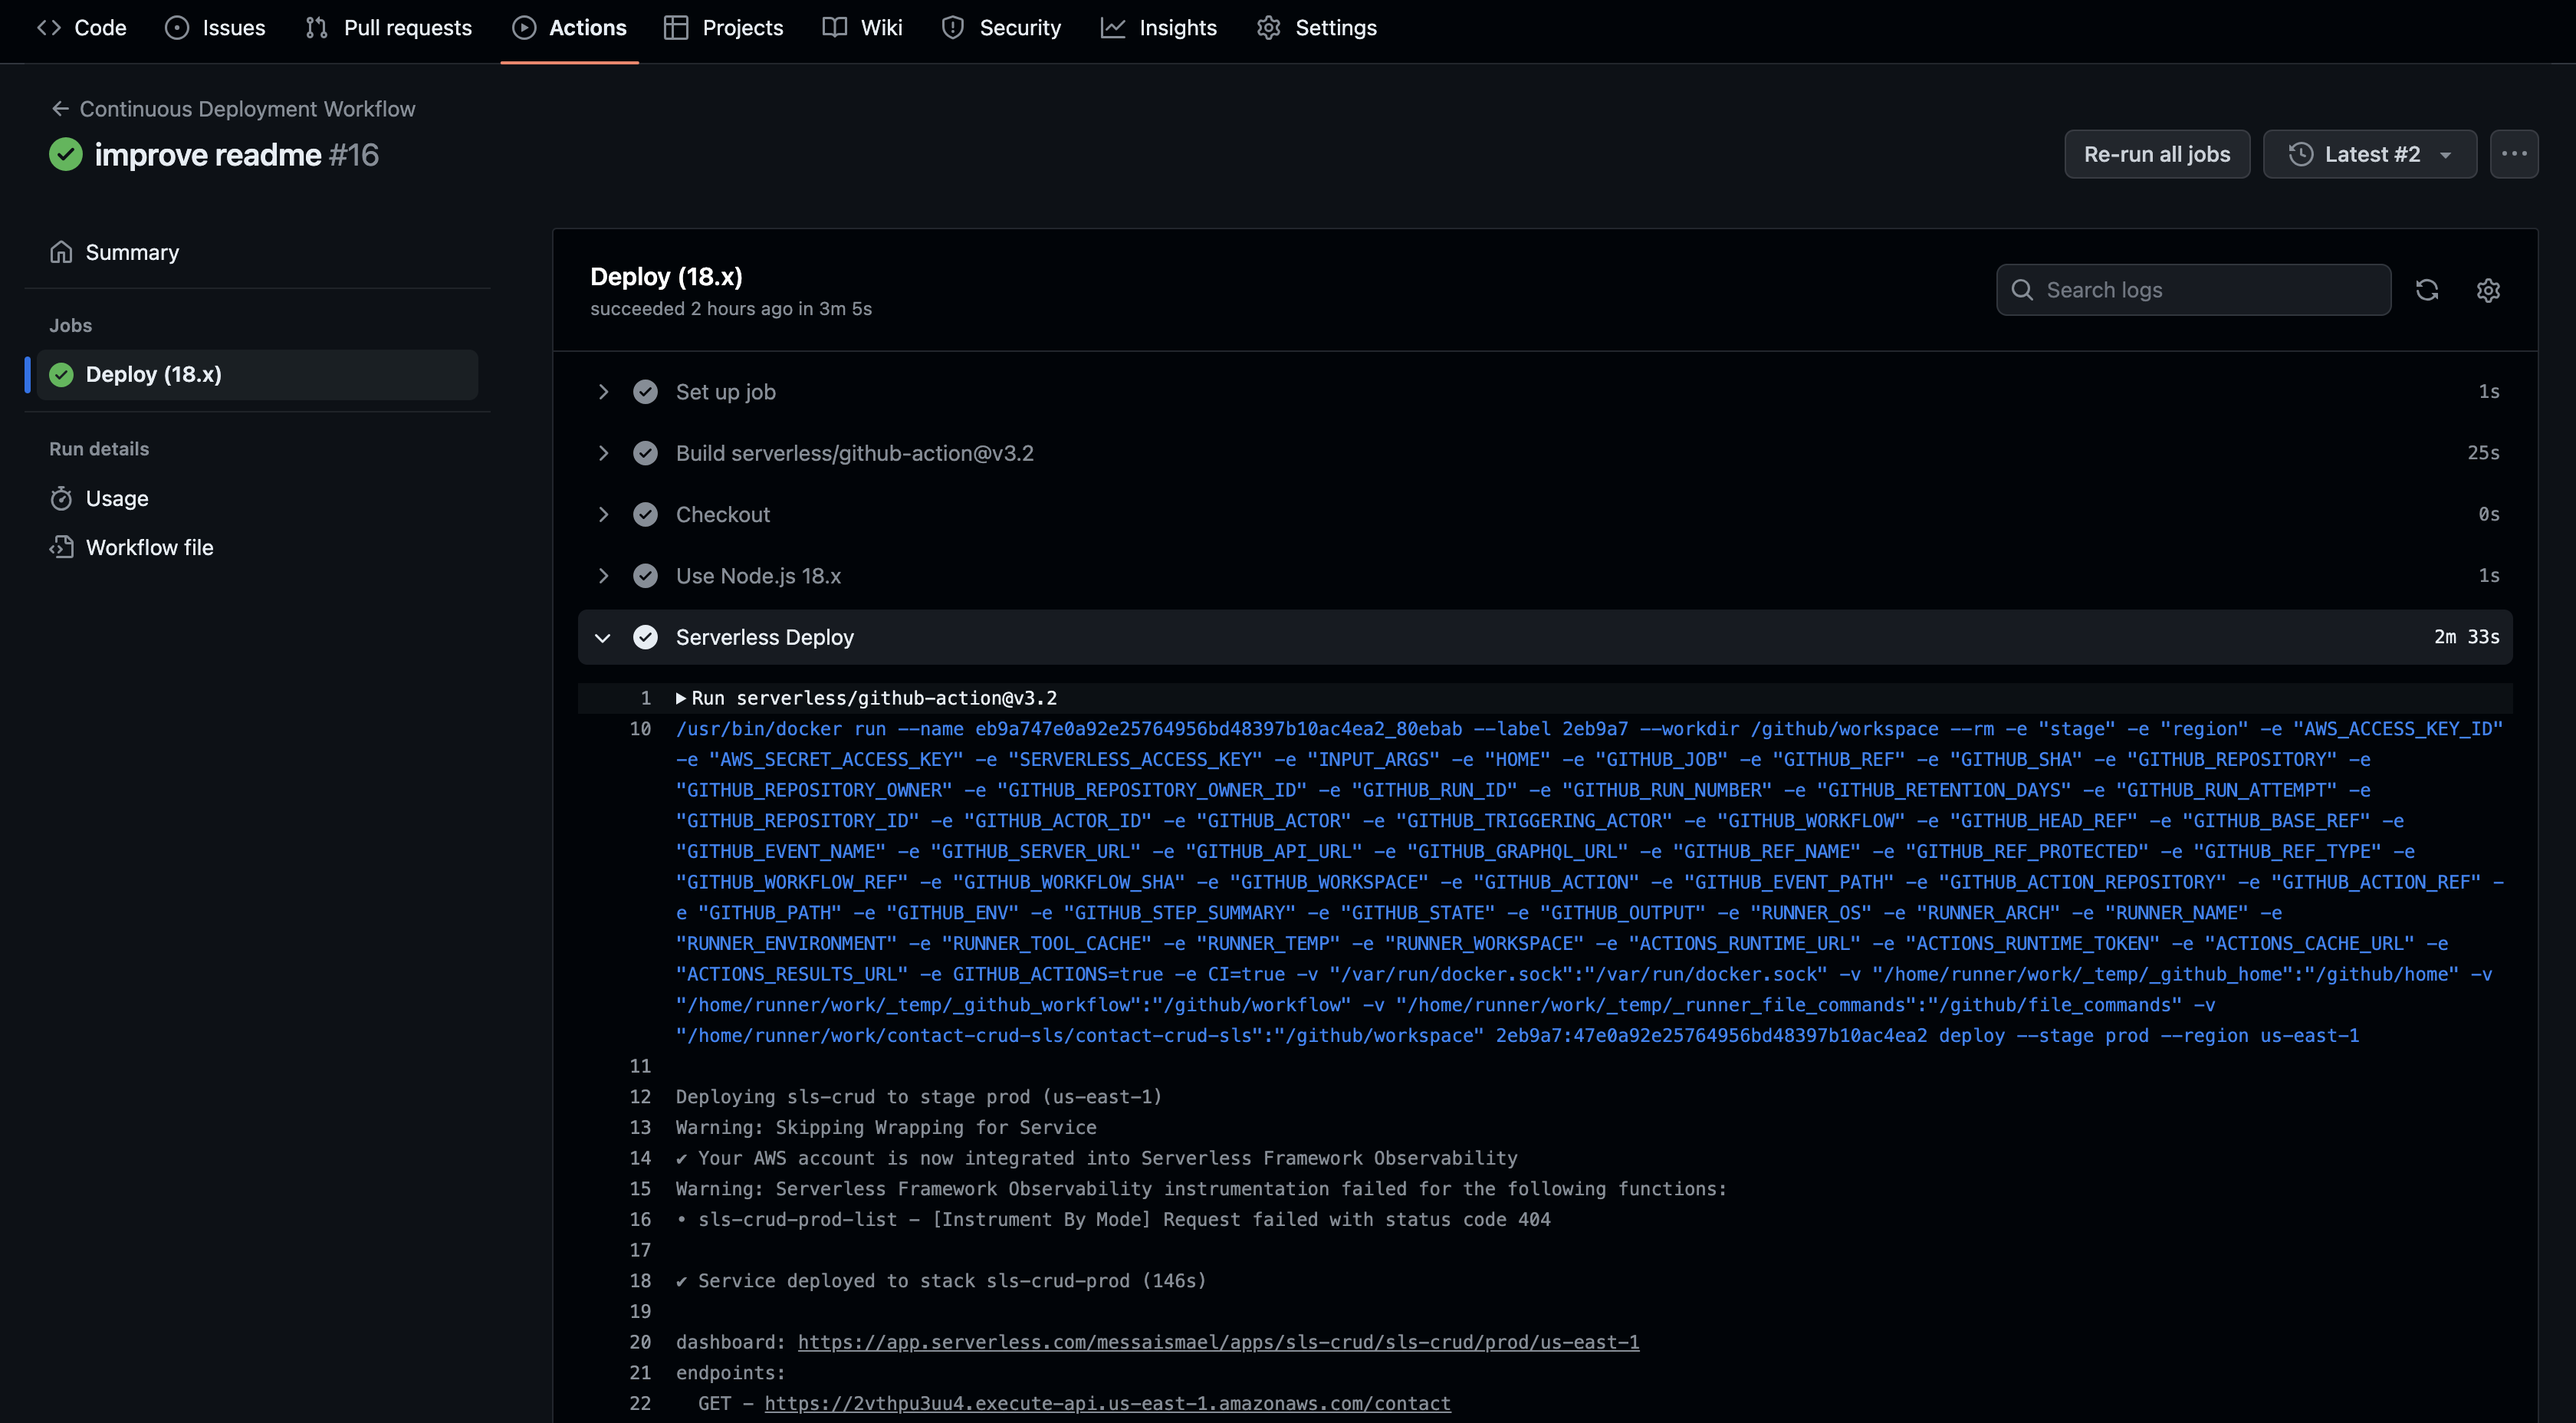 Code Issues Pull requests Actions Projects Wiki Security Insights Settings
← Continuous Deployment Workflow
improve readme #16
Re-run all jobs Latest #2
Summary
Jobs
Deploy (18.x)
Run details
Usage
Workflow file
Deploy (18.x)
succeeded 2 hours ago in 3m 5s
Search logs
Set up job 1s
Build serverless/github-action@v3.2 25s
Checkout 0s
Use Node.js 18.x 1s
Serverless Deploy 2m 33s
1 ▶Run serverless/github-action@v3.2
10 /usr/bin/docker run --name eb9a747e0a92e25764956bd48397b10ac4ea2_80ebab --label 2eb9a7 --workdir /github/workspace --rm -e "stage" -e "region" -e "AWS_ACCESS_KEY_ID"
-e "AWS_SECRET_ACCESS_KEY" -e "SERVERLESS_ACCESS_KEY" -e "INPUT_ARGS" -e "HOME" -e "GITHUB_JOB" -e "GITHUB_REF" -e "GITHUB_SHA" -e "GITHUB_REPOSITORY" -e
"GITHUB_REPOSITORY_OWNER" -e "GITHUB_REPOSITORY_OWNER_ID" -e "GITHUB_RUN_ID" -e "GITHUB_RUN_NUMBER" -e "GITHUB_RETENTION_DAYS" -e "GITHUB_RUN_ATTEMPT" -e
"GITHUB_REPOSITORY_ID" -e "GITHUB_ACTOR_ID" -e "GITHUB_ACTOR" -e "GITHUB_TRIGGERING_ACTOR" -e "GITHUB_WORKFLOW" -e "GITHUB_HEAD_REF" -e "GITHUB_BASE_REF" -e
"GITHUB_EVENT_NAME" -e "GITHUB_SERVER_URL" -e "GITHUB_API_URL" -e "GITHUB_GRAPHQL_URL" -e "GITHUB_REF_NAME" -e "GITHUB_REF_PROTECTED" -e "GITHUB_REF_TYPE" -e
"GITHUB_WORKFLOW_REF" -e "GITHUB_WORKFLOW_SHA" -e "GITHUB_WORKSPACE" -e "GITHUB_ACTION" -e "GITHUB_EVENT_PATH" -e "GITHUB_ACTION_REPOSITORY" -e "GITHUB_ACTION_REF" -
e "GITHUB_PATH" -e "GITHUB_ENV" -e "GITHUB_STEP_SUMMARY" -e "GITHUB_STATE" -e "GITHUB_OUTPUT" -e "RUNNER_OS" -e "RUNNER_ARCH" -e "RUNNER_NAME" -e
"RUNNER_ENVIRONMENT" -e "RUNNER_TOOL_CACHE" -e "RUNNER_TEMP" -e "RUNNER_WORKSPACE" -e "ACTIONS_RUNTIME_URL" -e "ACTIONS_RUNTIME_TOKEN" -e "ACTIONS_CACHE_URL" -e
"ACTIONS_RESULTS_URL" -e GITHUB_ACTIONS=true -e CI=true -v "/var/run/docker.sock":"/var/run/docker.sock" -v "/home/runner/work/_temp/_github_home":"/github/home" -v
"/home/runner/work/_temp/_github_workflow":"/github/workflow" -v "/home/runner/work/_temp/_runner_file_commands":"/github/file_commands" -v
"/home/runner/work/contact-crud-sls/contact-crud-sls":"/github/workspace" 2eb9a7:47e0a92e25764956bd48397b10ac4ea2 deploy --stage prod --region us-east-1
11
12 Deploying sls-crud to stage prod (us-east-1)
13 Warning: Skipping Wrapping for Service
14 ✔ Your AWS account is now integrated into Serverless Framework Observability
15 Warning: Serverless Framework Observability instrumentation failed for the following functions:
16 • sls-crud-prod-list - [Instrument By Mode] Request failed with status code 404
17
18 ✔ Service deployed to stack sls-crud-prod (146s)
19
20 dashboard: https://app.serverless.com/messaismael/apps/sls-crud/sls-crud/prod/us-east-1
21 endpoints:
22 GET - https://2vthpu3uu4.execute-api.us-east-1.amazonaws.com/contact